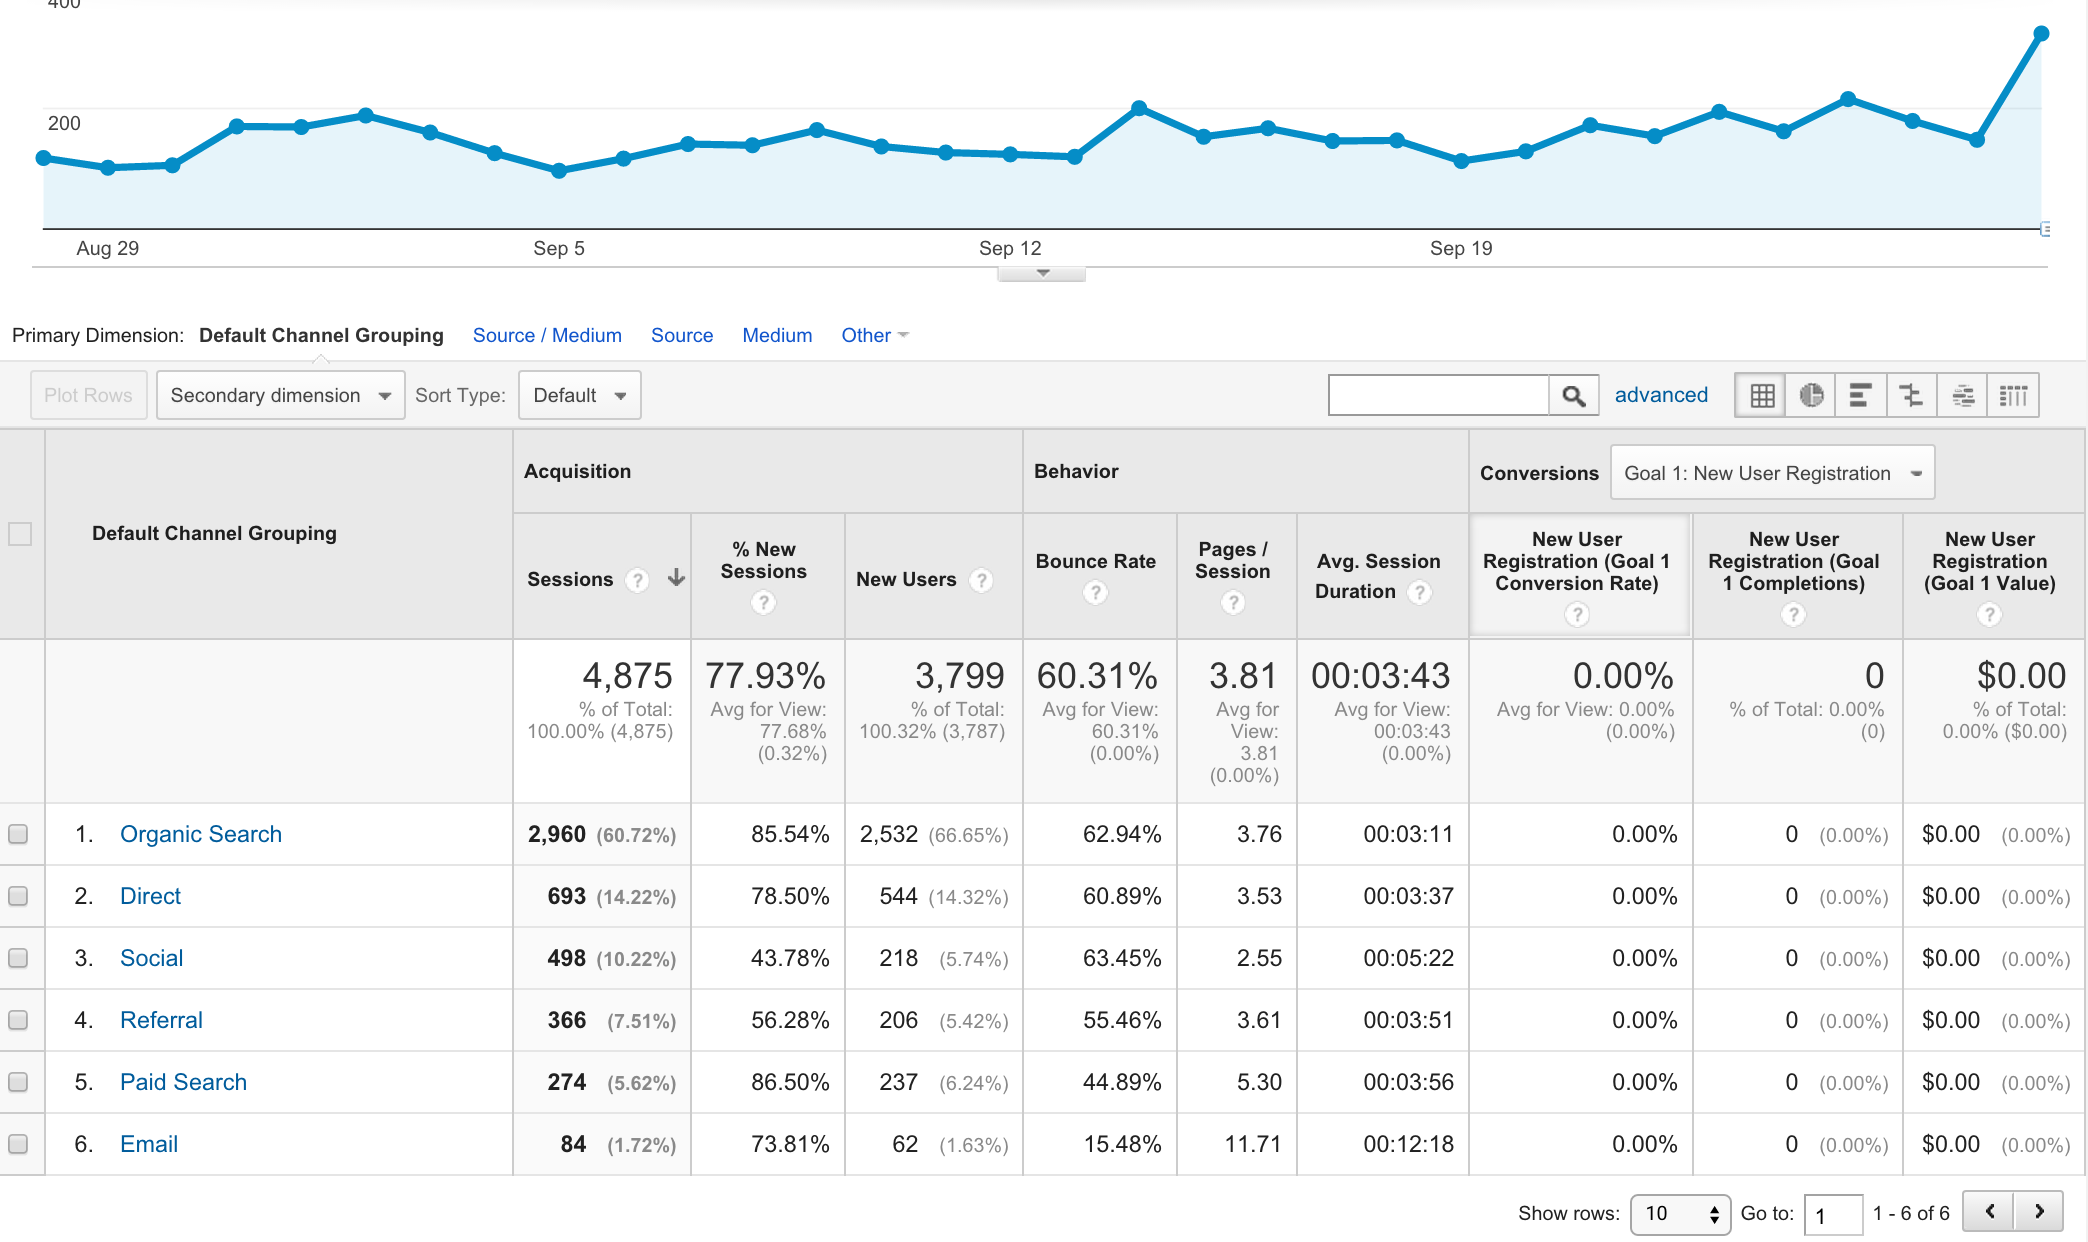 400
200
Aug 29 Sep 5 Sep 12 Sep 19
Primary Dimension: Default Channel Grouping Source / Medium Source Medium Other
Plot Rows Secondary dimension Sort Type: Default advanced
Acquisition Behavior Conversions Goal 1: New User Registration
Default Channel Grouping
Sessions ?
% New
Sessions
?
New Users ?
Bounce Rate
?
Pages /
Session
?
Avg. Session
Duration ?
New User
Registration (Goal 1
Conversion Rate)
?
New User
Registration (Goal
1 Completions)
?
New User
Registration
(Goal 1 Value)
?
4,875
% of Total:
100.00% (4,875)
77.93%
Avg for View:
77.68%
(0.32%)
3,799
% of Total:
100.32% (3,787)
60.31%
Avg for View:
60.31%
(0.00%)
3.81
Avg for
View:
3.81
(0.00%)
00:03:43
Avg for View:
00:03:43
(0.00%)
0.00%
Avg for View: 0.00%
(0.00%)
0
% of Total: 0.00%
(0)
$0.00
% of Total:
0.00% ($0.00)
1. Organic Search 2,960 (60.72%) 85.54% 2,532 (66.65%) 62.94% 3.76 00:03:11 0.00% 0 (0.00%) $0.00 (0.00%)
2. Direct 693 (14.22%) 78.50% 544 (14.32%) 60.89% 3.53 00:03:37 0.00% 0 (0.00%) $0.00 (0.00%)
3. Social 498 (10.22%) 43.78% 218 (5.74%) 63.45% 2.55 00:05:22 0.00% 0 (0.00%) $0.00 (0.00%)
4. Referral 366 (7.51%) 56.28% 206 (5.42%) 55.46% 3.61 00:03:51 0.00% 0 (0.00%) $0.00 (0.00%)
5. Paid Search 274 (5.62%) 86.50% 237 (6.24%) 44.89% 5.30 00:03:56 0.00% 0 (0.00%) $0.00 (0.00%)
6. Email 84 (1.72%) 73.81% 62 (1.63%) 15.48% 11.71 00:12:18 0.00% 0 (0.00%) $0.00 (0.00%)
Show rows: 10 Go to: 1 1 - 6 of 6